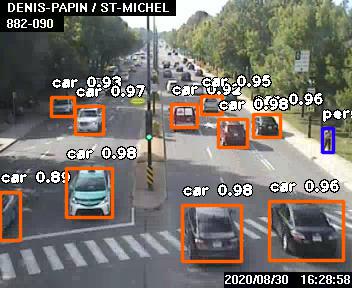 DENIS-PAPIN / ST-MICHEL
882-090
car 0.93
car 0.97
car 0.92
car 0.95
car 0.98
0.96
pers
car 0.89
car 0.98
car 0.98
car 0.96
2020/08/30 16:28:58